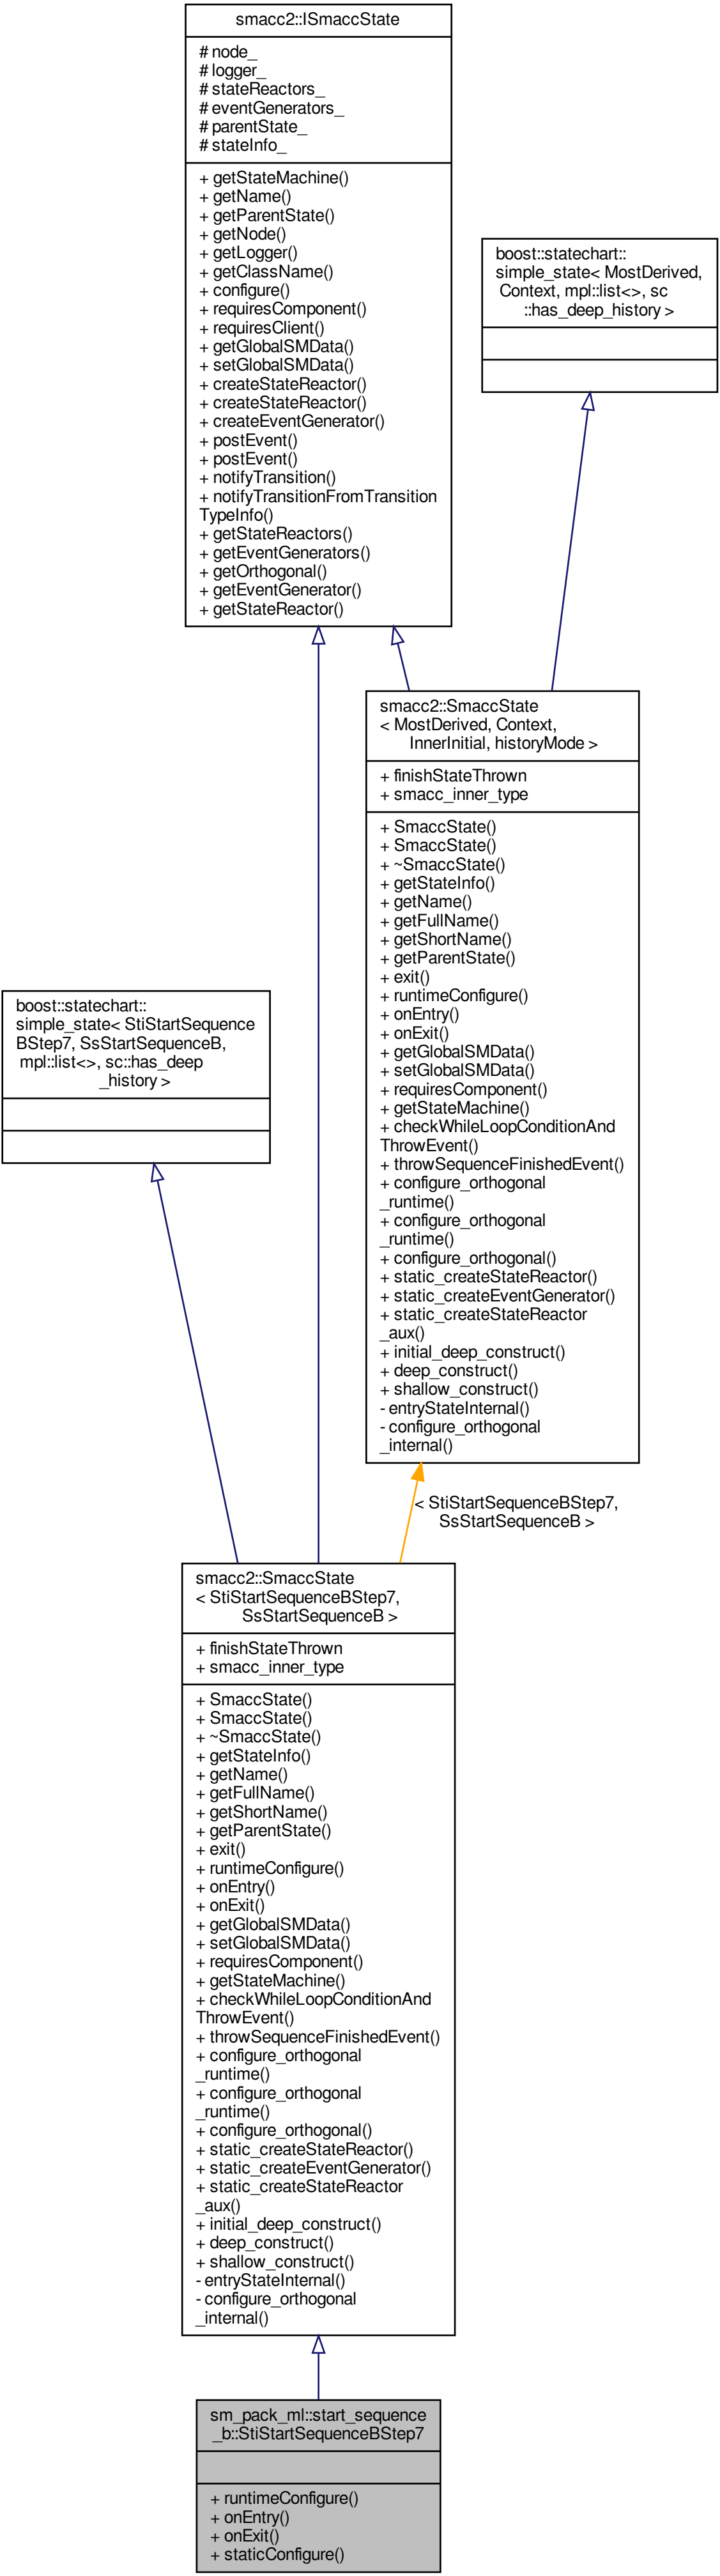 smacc2::ISmaccState
# node_
# logger_
# stateReactors_
# eventGenerators_
# parentState_
# stateInfo_
+ getStateMachine()
+ getName()
+ getParentState()
+ getNode()
+ getLogger()
+ getClassName()
+ configure()
+ requiresComponent()
+ requiresClient()
+ getGlobalSMData()
+ setGlobalSMData()
+ createStateReactor()
+ createStateReactor()
+ createEventGenerator()
+ postEvent()
+ postEvent()
+ notifyTransition()
+ notifyTransitionFromTransition
TypeInfo()
+ getStateReactors()
+ getEventGenerators()
+ getOrthogonal()
+ getEventGenerator()
+ getStateReactor()
boost::statechart::
simple_state< MostDerived,
Context, mpl::list<>, sc
::has_deep_history >
smacc2::SmaccState
< MostDerived, Context,
InnerInitial, historyMode >
+ finishStateThrown
+ smacc_inner_type
+ SmaccState()
+ SmaccState()
+ ~SmaccState()
+ getStateInfo()
+ getName()
+ getFullName()
+ getShortName()
+ getParentState()
+ exit()
+ runtimeConfigure()
+ onEntry()
+ onExit()
+ getGlobalSMData()
+ setGlobalSMData()
+ requiresComponent()
+ getStateMachine()
+ checkWhileLoopConditionAnd
ThrowEvent()
+ throwSequenceFinishedEvent()
+ configure_orthogonal
_runtime()
+ configure_orthogonal
_runtime()
+ configure_orthogonal()
+ static_createStateReactor()
+ static_createEventGenerator()
+ static_createStateReactor
_aux()
+ initial_deep_construct()
+ deep_construct()
+ shallow_construct()
- entryStateInternal()
- configure_orthogonal
_internal()
boost::statechart::
simple_state< StiStartSequence
BStep7, SsStartSequenceB,
mpl::list<>, sc::has_deep
_history >
< StiStartSequenceBStep7,
SsStartSequenceB >
smacc2::SmaccState
< StiStartSequenceBStep7,
SsStartSequenceB >
+ finishStateThrown
+ smacc_inner_type
+ SmaccState()
+ SmaccState()
+ ~SmaccState()
+ getStateInfo()
+ getName()
+ getFullName()
+ getShortName()
+ getParentState()
+ exit()
+ runtimeConfigure()
+ onEntry()
+ onExit()
+ getGlobalSMData()
+ setGlobalSMData()
+ requiresComponent()
+ getStateMachine()
+ checkWhileLoopConditionAnd
ThrowEvent()
+ throwSequenceFinishedEvent()
+ configure_orthogonal
_runtime()
+ configure_orthogonal
_runtime()
+ configure_orthogonal()
+ static_createStateReactor()
+ static_createEventGenerator()
+ static_createStateReactor
_aux()
+ initial_deep_construct()
+ deep_construct()
+ shallow_construct()
- entryStateInternal()
- configure_orthogonal
_internal()
sm_pack_ml::start_sequence
_b::StiStartSequenceBStep7
+ runtimeConfigure()
+ onEntry()
+ onExit()
+ staticConfigure()